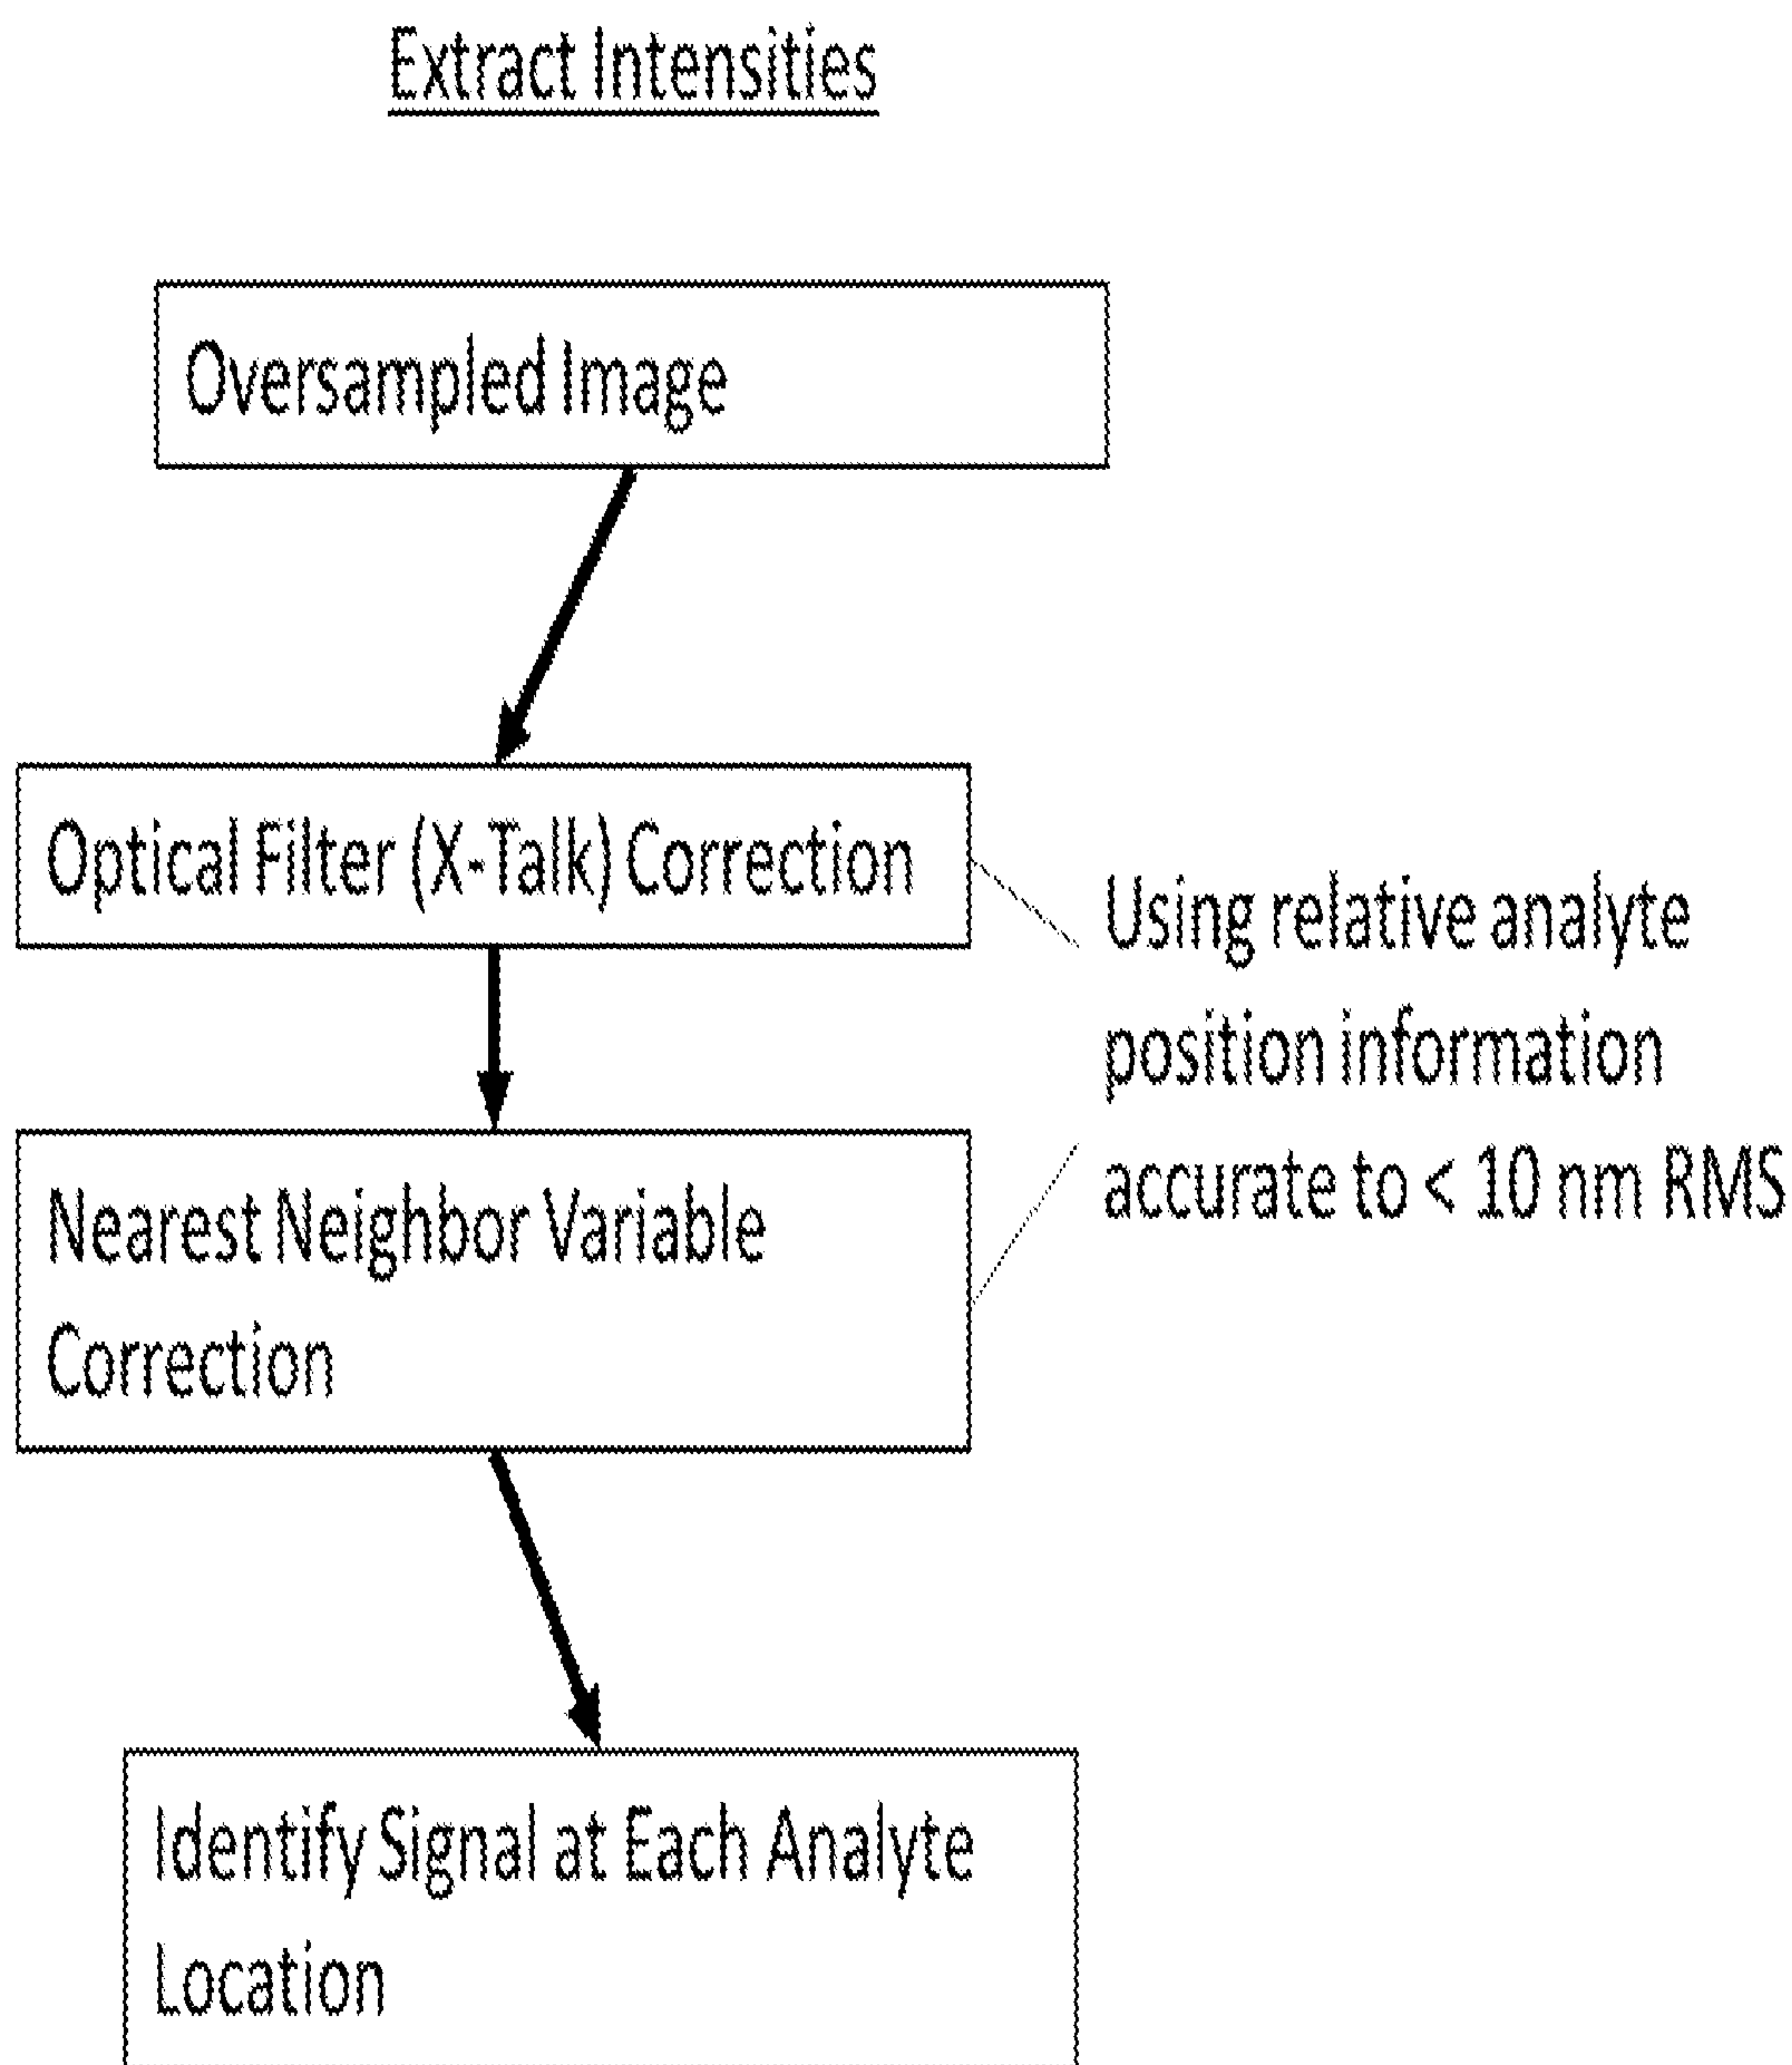 Extract Intensities
Oversampled Image
Optical Filter (X-Talk) Correction
Using relative analyte
position information
accurate to < 10 nm RMS
Nearest Neighbor Variable
Correction
Identify Signal at Each Analyte
Location